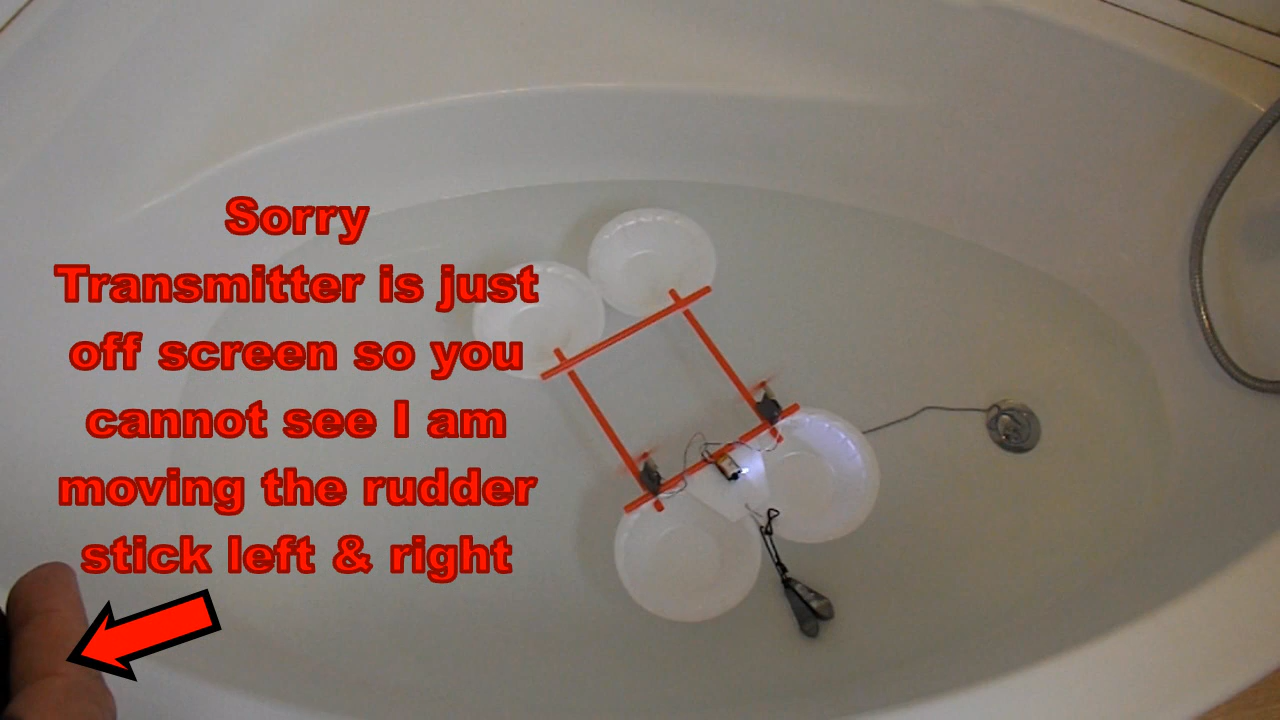 Sorry
Transmitter is just
off screen so you
cannot see I am
moving the rudder
stick left & right